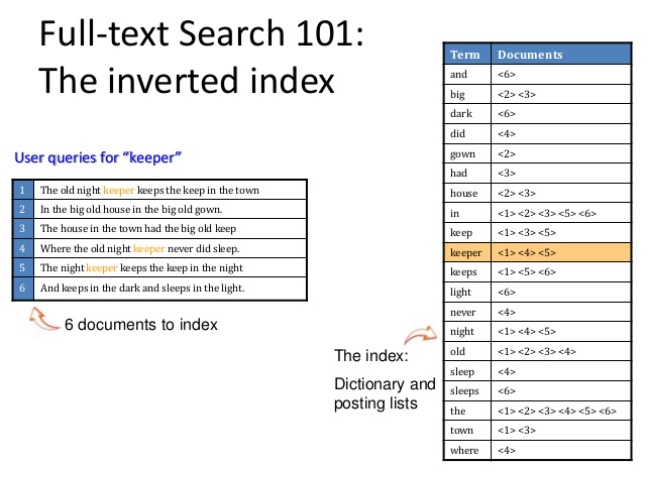 Full-text Search 101:
The inverted index
User queries for “keeper”
1 The old night keeper keeps the keep in the town
2 In the big old house in the big old gown.
3 The house in the town had the big old keep
4 Where the old night keeper never did sleep.
5 The night keeper keeps the keep in the night
6 And keeps in the dark and sleeps in the light.
6 documents to index
The index:
Dictionary and
posting lists
Term Documents
and <6>
big <2> <3>
dark <6>
did <4>
gown <2>
had <3>
house <2> <3>
in <1> <2> <3> <5> <6>
keep <1> <3> <5>
keeper <1> <4> <5>
keeps <1> <5> <6>
light <6>
never <4>
night <1> <4> <5>
old <1> <2> <3> <4>
sleep <4>
sleeps <6>
the <1> <2> <3> <4> <5> <6>
town <1> <3>
where <4>